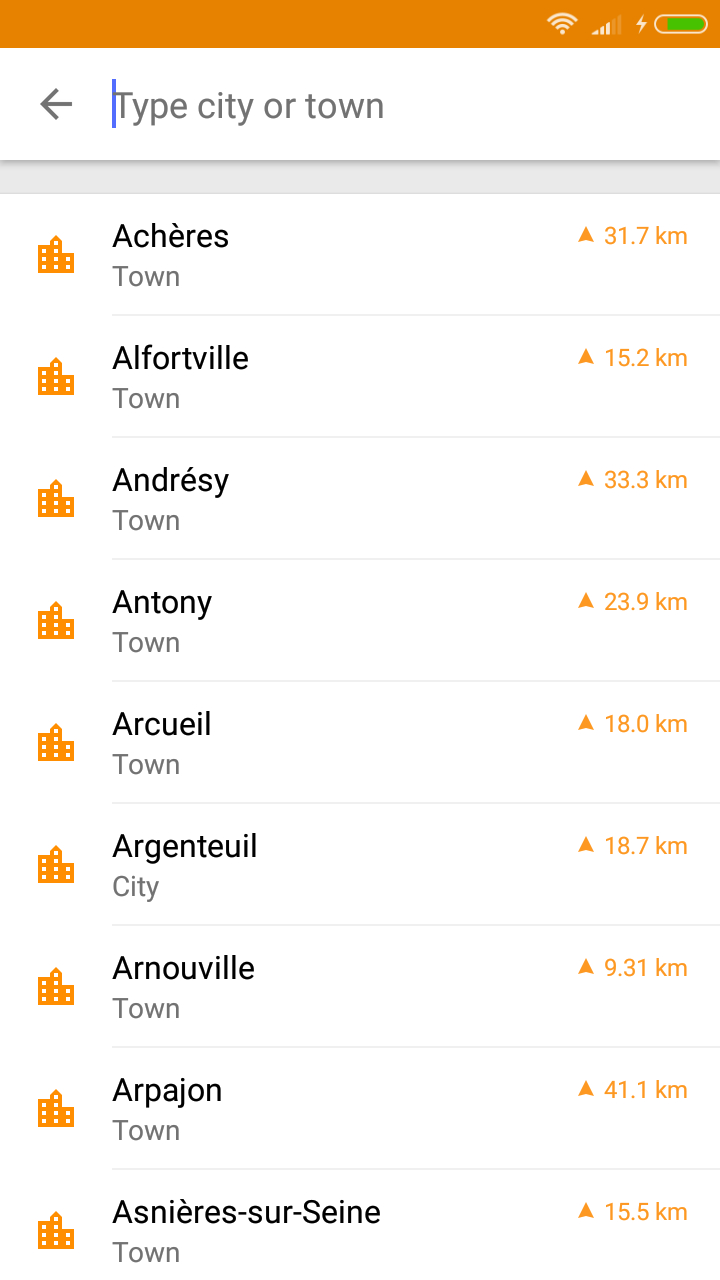 Type city or town
Achères
31.7 km
Town
Alfortville
15.2 km
Town
Andrésy
33.3 km
Town
Antony
23.9 km
Town
Arcueil
18.0 km
Town
Argenteuil
18.7 km
City
Arnouville
9.31 km
Town
Arpajon
41.1 km
Town
Asnières-sur-Seine
15.5 km
Town